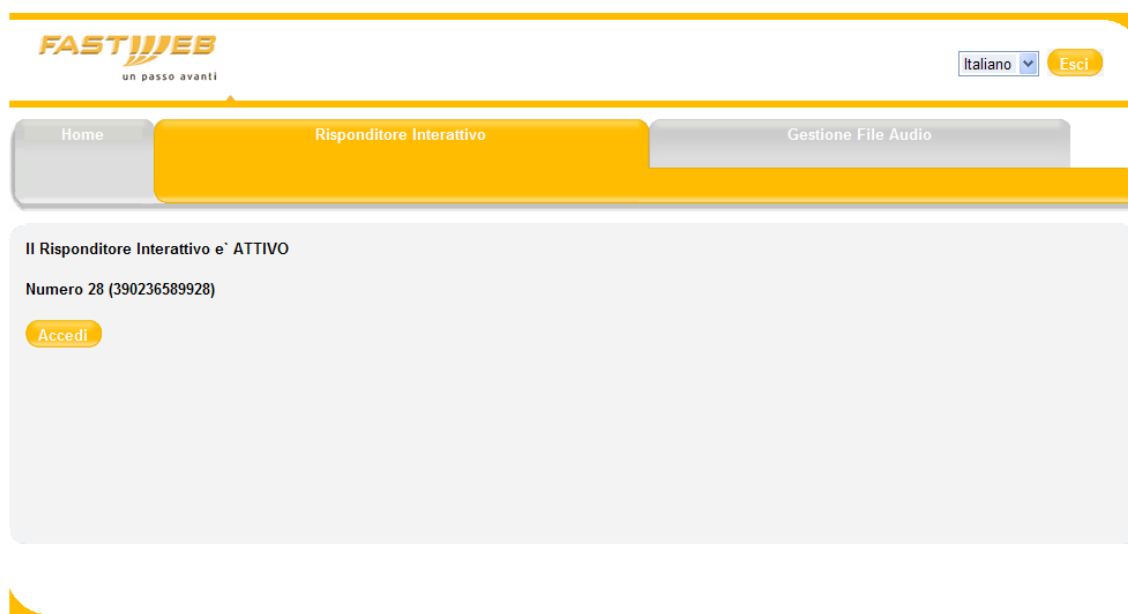 FASTWEB
un passo avanti
Italiano
Esci
Home
Risponditore Interattivo
Gestione File Audio
Il Risponditore Interattivo e` ATTIVO
Numero 28 (390236589928)
Accedi